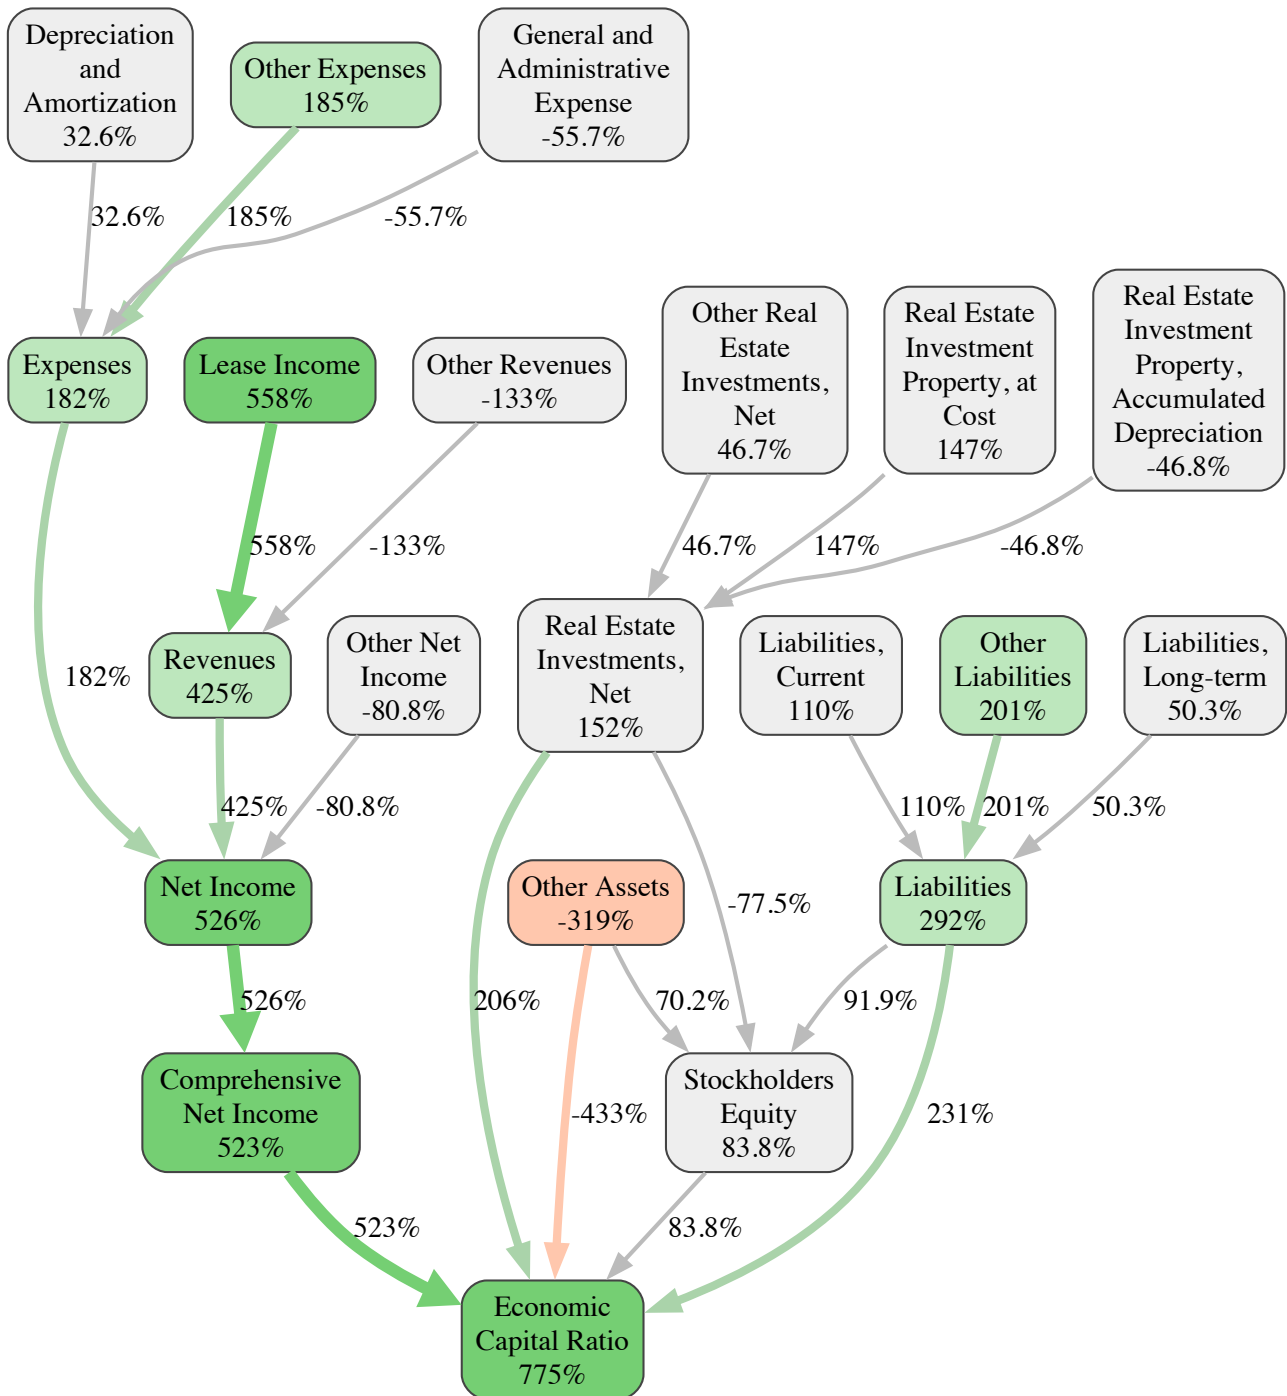 Depreciation
and
Amortization
32.6%
Other Expenses
185%
General and
Administrative
Expense
-55.7%
32.6%
185%
-55.7%
Expenses
182%
Lease Income
558%
Other Revenues
-133%
Other Real
Estate
Investments,
Net
46.7%
Real Estate
Investment
Property, at
Cost
147%
Real Estate
Investment
Property,
Accumulated
Depreciation
-46.8%
558%
-133%
46.7%
147%
-46.8%
182%
Revenues
425%
Other Net
Income
-80.8%
Real Estate
Investments,
Net
152%
Liabilities,
Current
110%
Other
Liabilities
201%
Liabilities,
Long-term
50.3%
425%
-80.8%
110%
201%
50.3%
Net Income
526%
Other Assets
-319%
-77.5%
Liabilities
292%
526%
206%
70.2%
91.9%
Comprehensive
Net Income
523%
-433%
Stockholders
Equity
83.8%
231%
523%
83.8%
Economic
Capital Ratio
775%